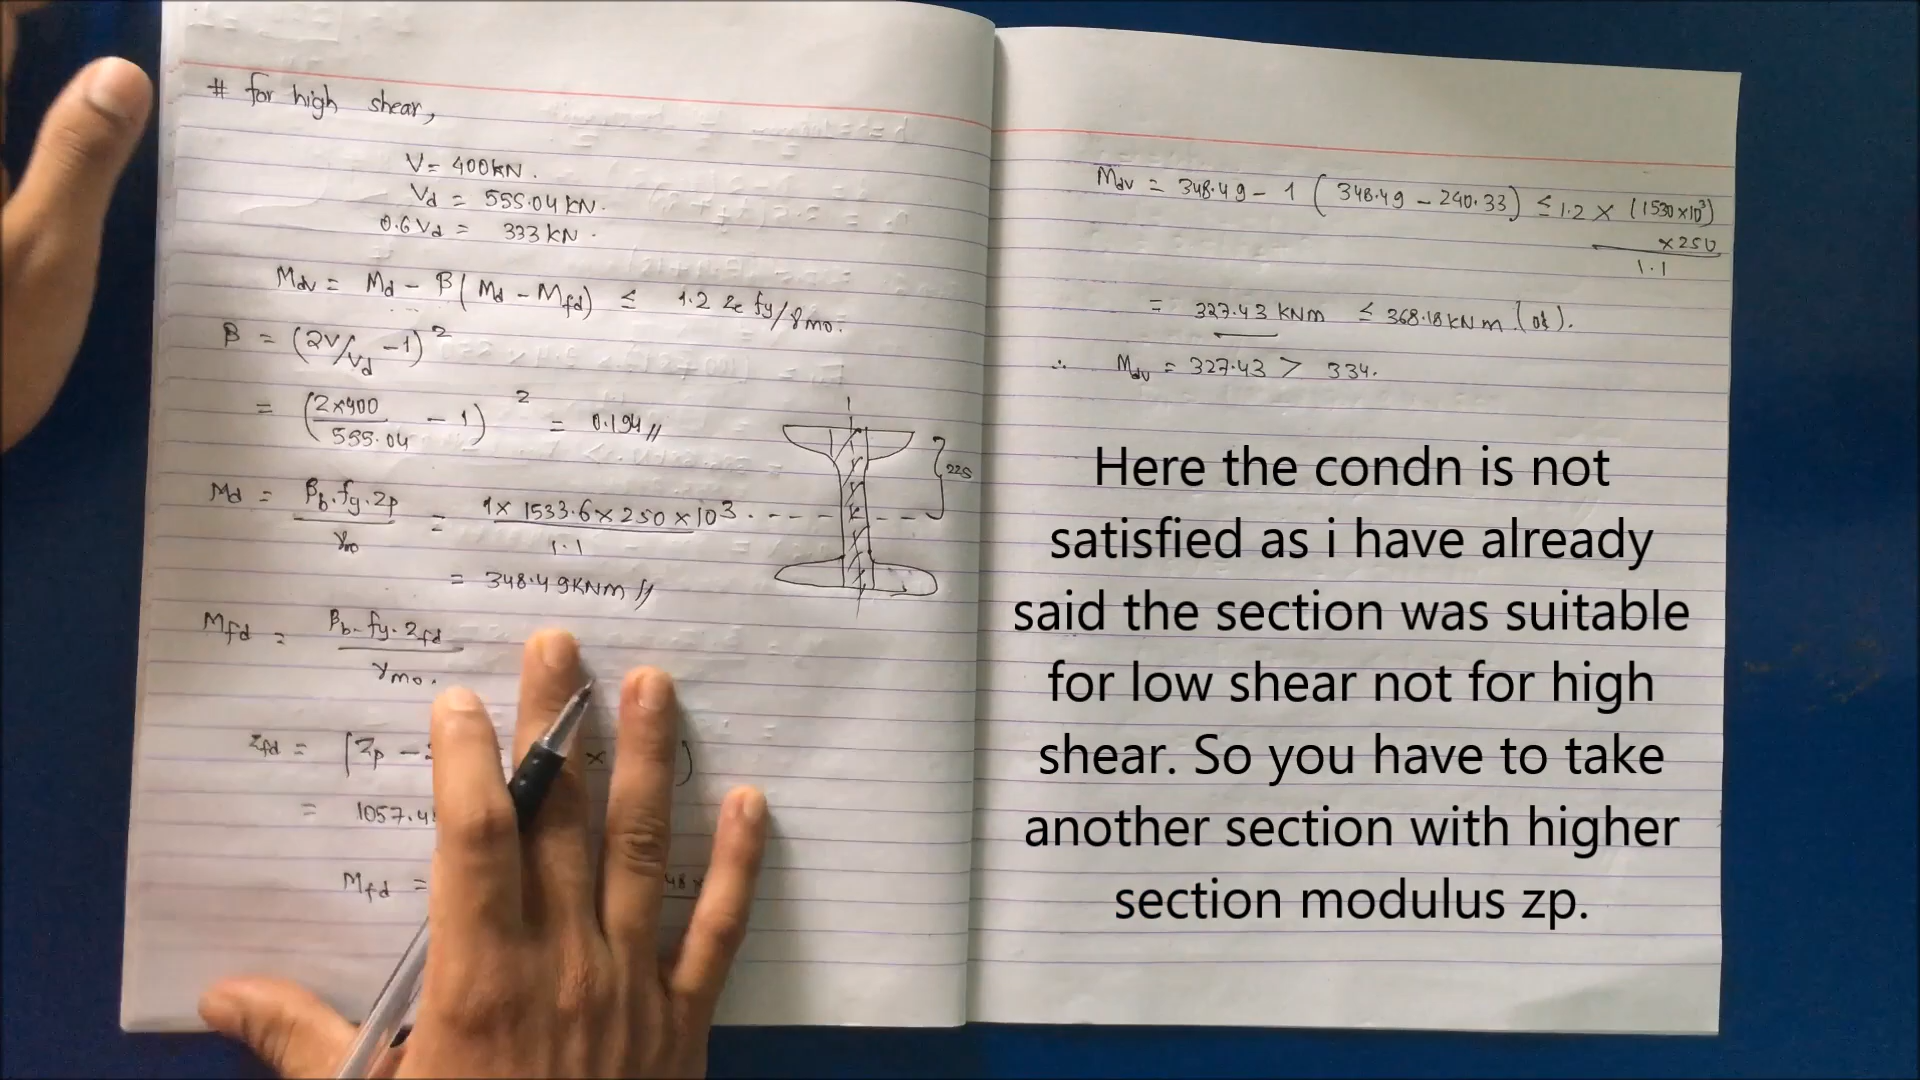 # for high shear,
V = 400kN.
Vd = 555.04 kN.
0.6 Vd = 333 kN.
Mdv = Md - β(Md - Mfd) ≤ 1.2 Ze fy/γmo.
β = (2V/Vd - 1)²
= (2×400/555.04 - 1)² = 0.194//
Md = βb.fy.Zp/γmo = 1× 1533.6×250×10³/1.1
225
= 348.49kNm //
Mfd = βb.fy.Zfd/γmo.
Zfd = (Zp - × )
= 1057.4
Mfd =
Mdv = 348.49 - 1 (348.49 - 240.33) ≤ 1.2 × (1530×10³)
×250
1.1
= 327.43 kNm ≤ 368.18 kNm (ok).
∴ Mdv = 327.43 > 334.
Here the condn is not
satisfied as i have already
said the section was suitable
for low shear not for high
shear. So you have to take
another section with higher
section modulus zp.